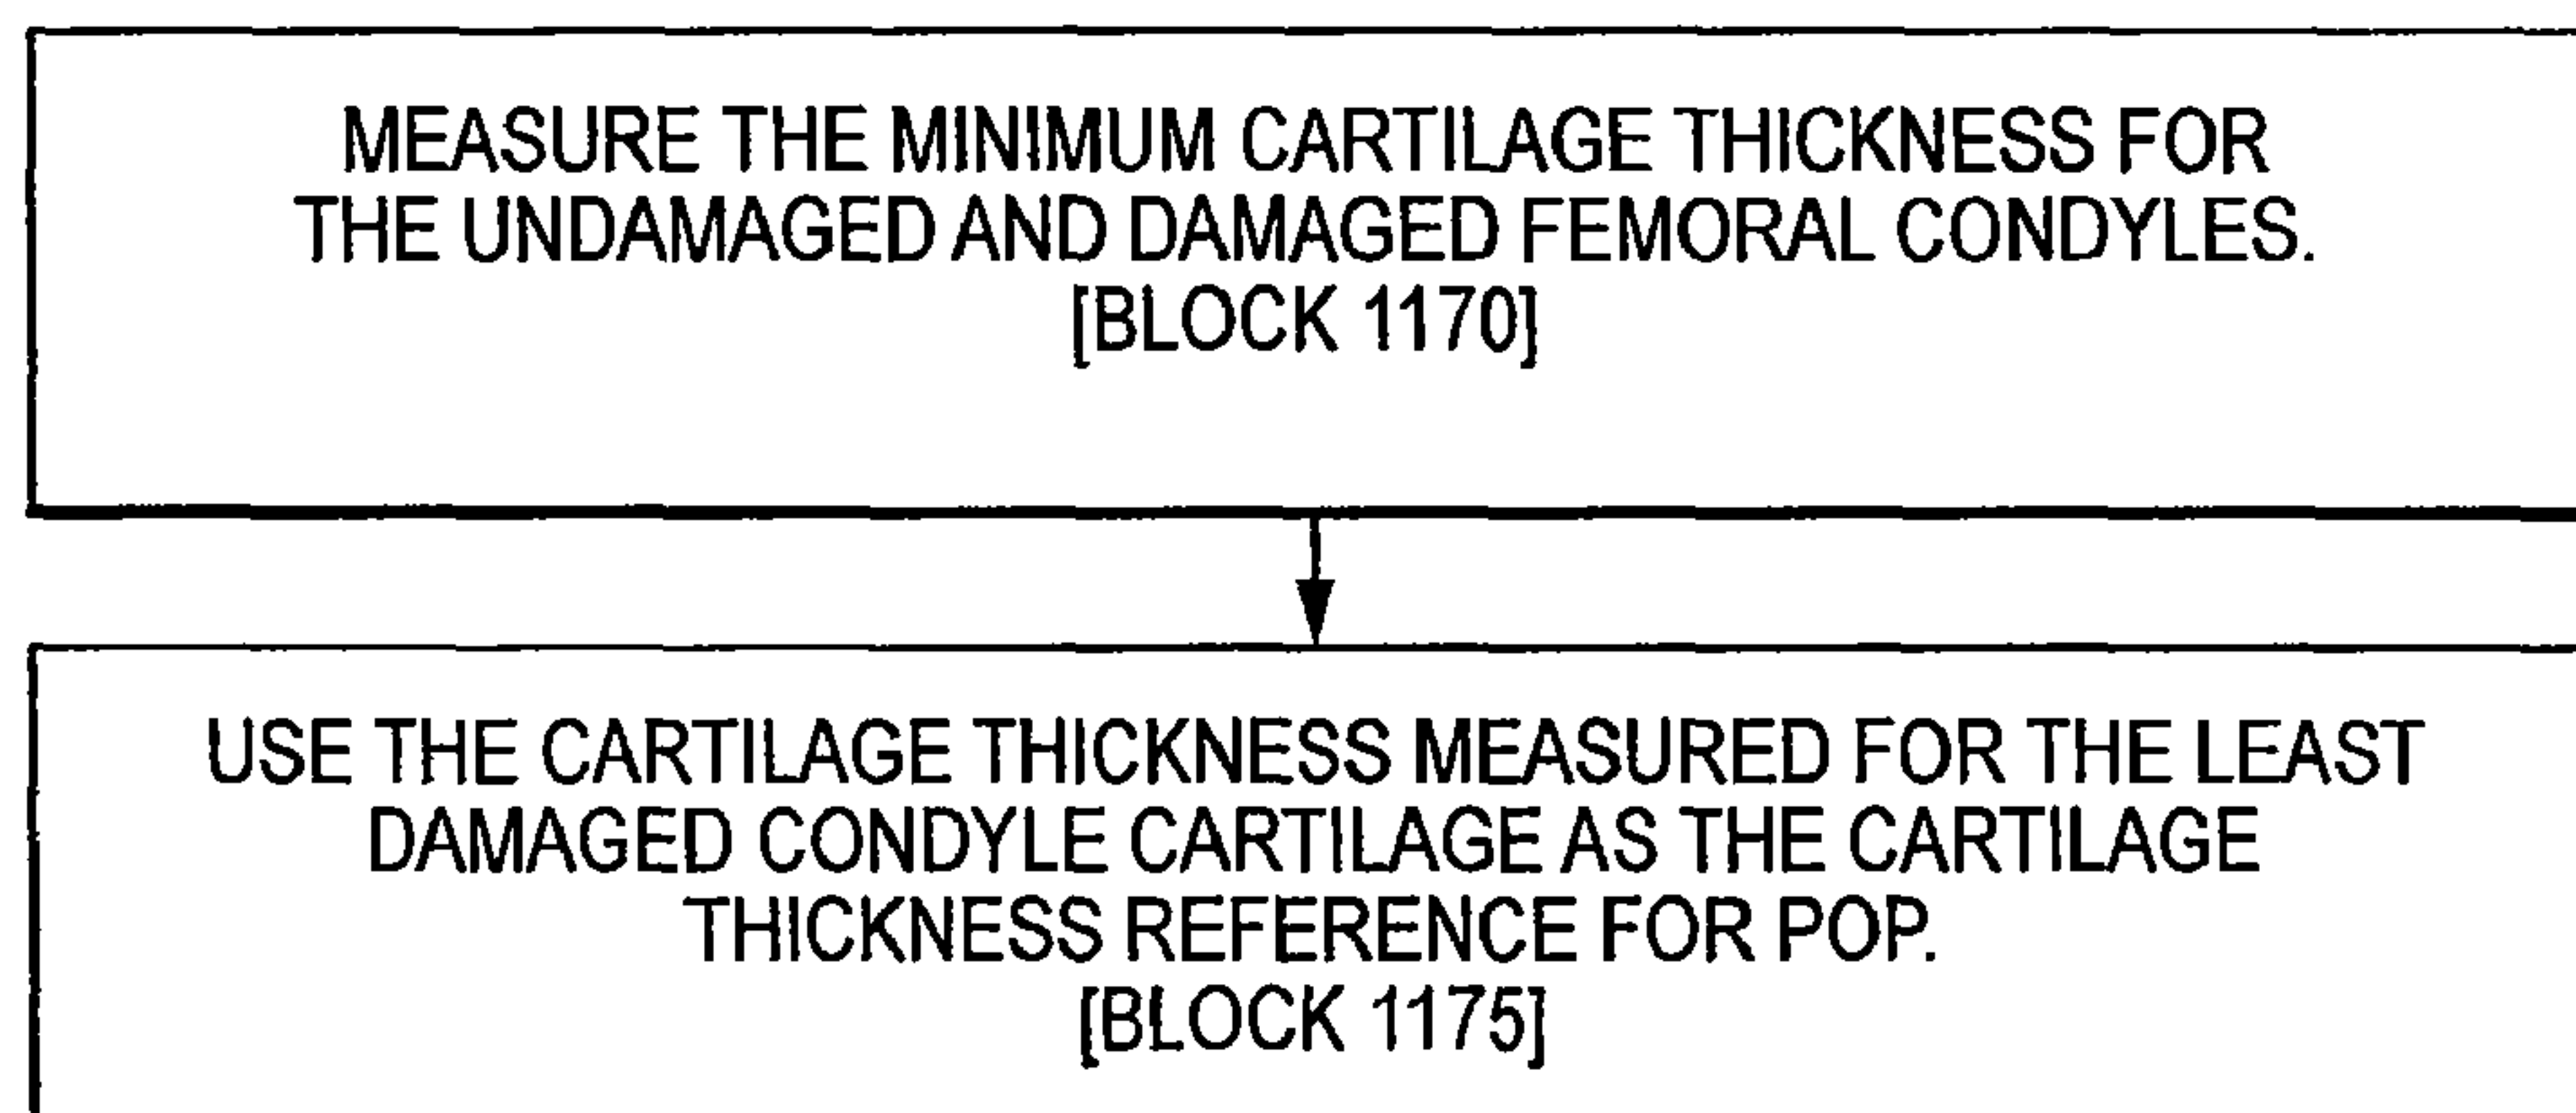 MEASURE THE MINIMUM CARTILAGE THICKNESS FOR
THE UNDAMAGED AND DAMAGED FEMORAL CONDYLES.
[BLOCK 1170]
USE THE CARTILAGE THICKNESS MEASURED FOR THE LEAST
DAMAGED CONDYLE CARTILAGE AS THE CARTILAGE
THICKNESS REFERENCE FOR POP.
[BLOCK 1175]